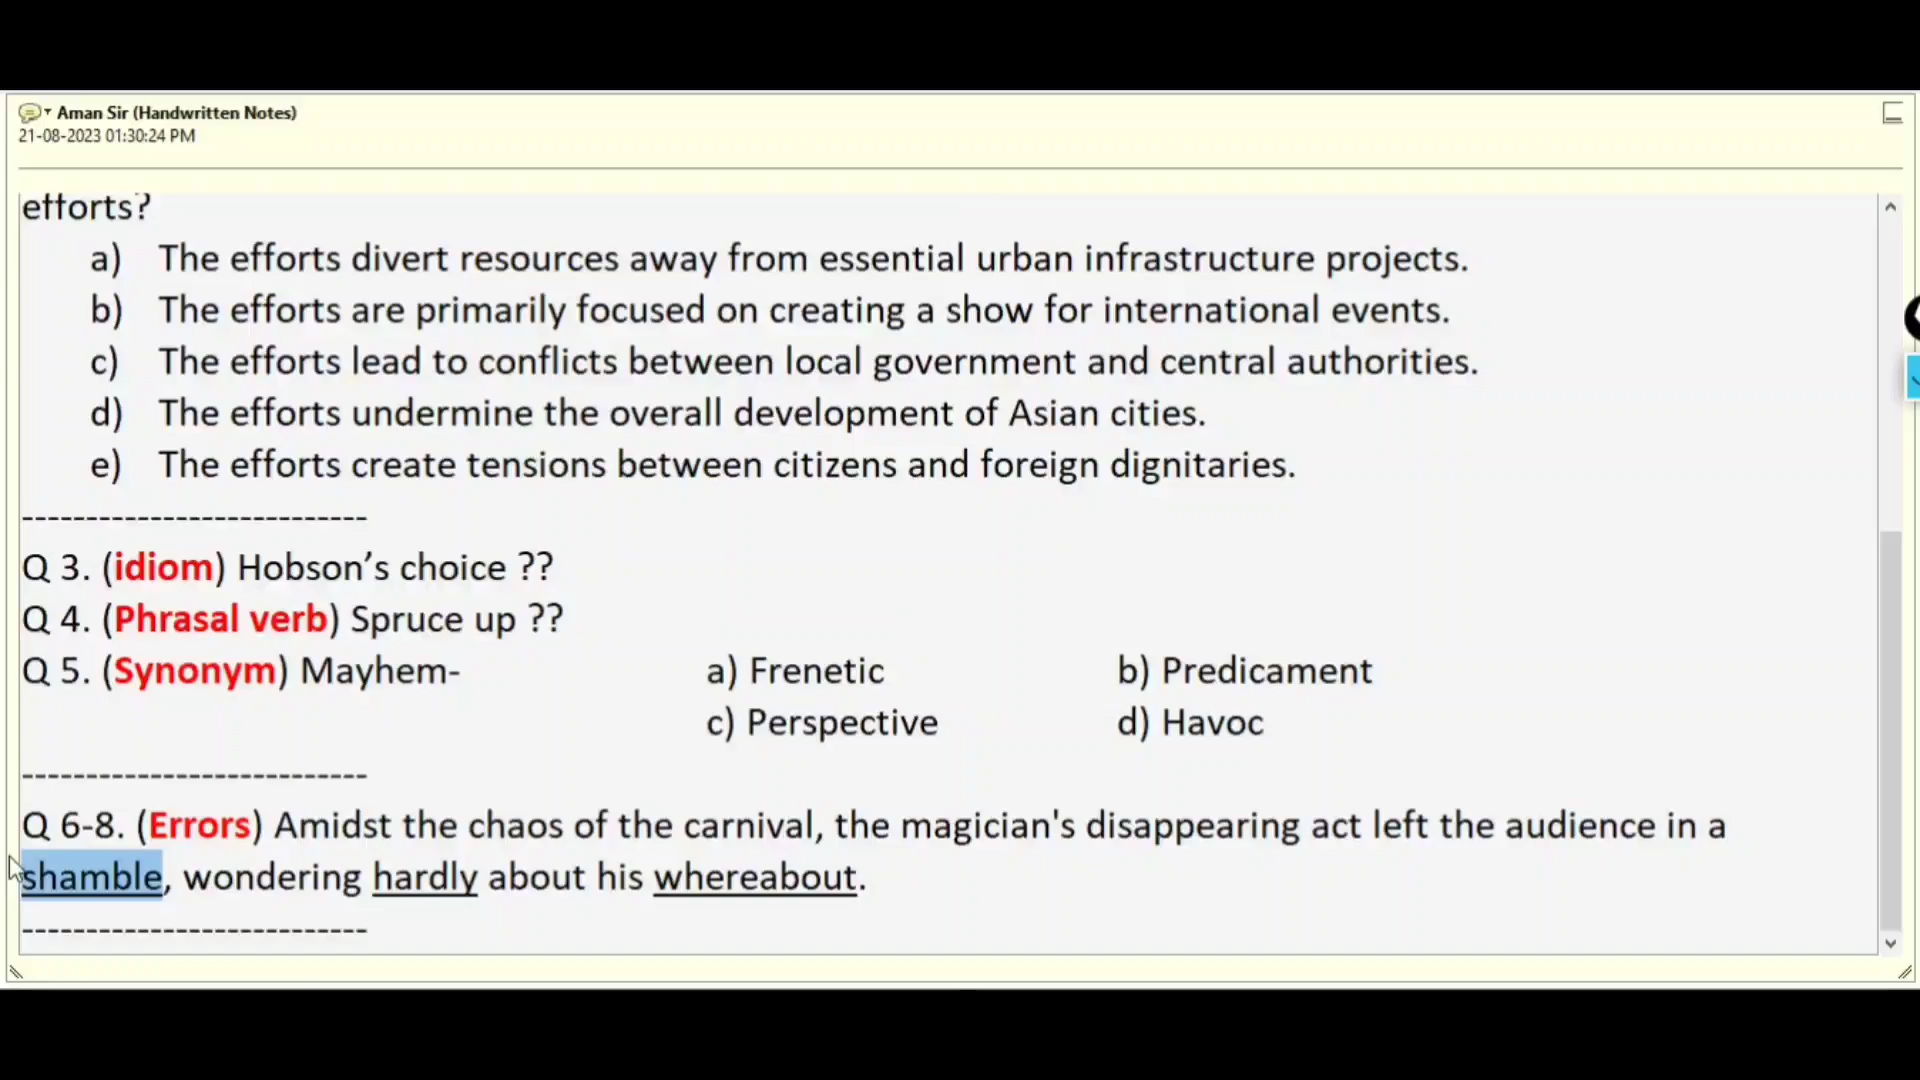 Aman Sir (Handwritten Notes)
21-08-2023 01:30:24 PM
efforts?
a) The efforts divert resources away from essential urban infrastructure projects.
b) The efforts are primarily focused on creating a show for international events.
c) The efforts lead to conflicts between local government and central authorities.
d) The efforts undermine the overall development of Asian cities.
e) The efforts create tensions between citizens and foreign dignitaries.
---------------------------
Q 3. (idiom) Hobson’s choice ??
Q 4. (Phrasal verb) Spruce up ??
Q 5. (Synonym) Mayhem- a) Frenetic b) Predicament
c) Perspective d) Havoc
---------------------------
Q 6-8. (Errors) Amidst the chaos of the carnival, the magician's disappearing act left the audience in a
shamble, wondering hardly about his whereabout.
---------------------------